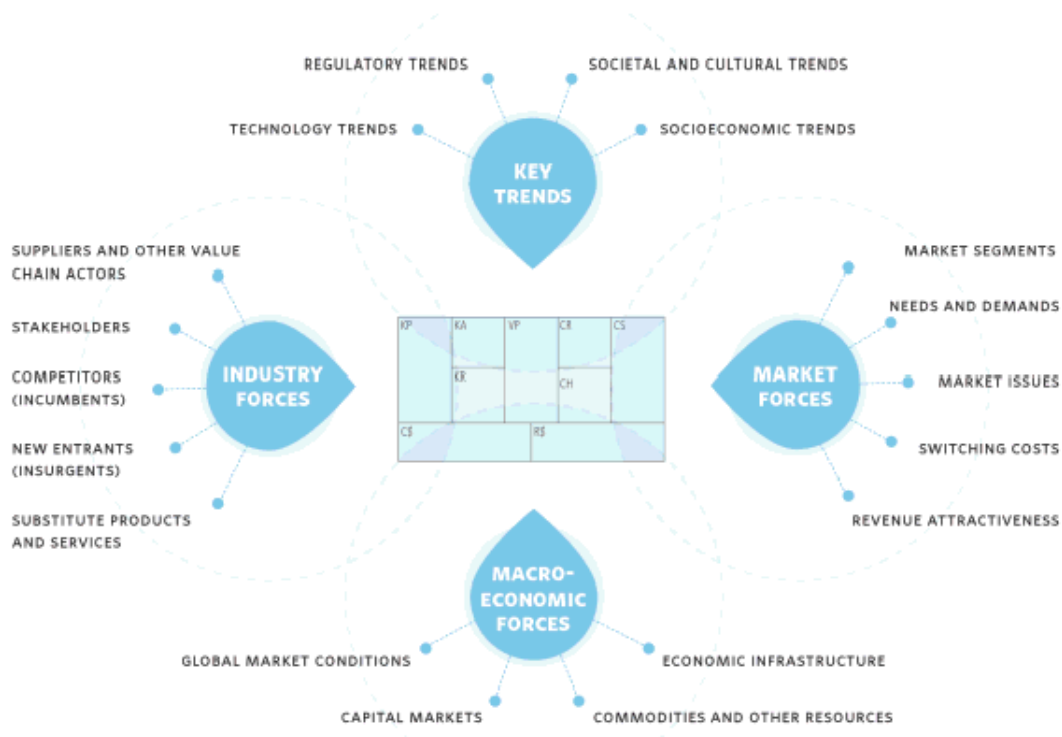 REGULATORY TRENDS
SOCIETAL AND CULTURAL TRENDS
TECHNOLOGY TRENDS
SOCIOECONOMIC TRENDS
KEY
TRENDS
SUPPLIERS AND OTHER VALUE
CHAIN ACTORS
STAKEHOLDERS
COMPETITORS
(INCUMBENTS)
NEW ENTRANTS
(INSURGENTS)
SUBSTITUTE PRODUCTS
AND SERVICES
INDUSTRY
FORCES
KP
KA
VP
CR
CS
KR
CH
C$
R$
MARKET
FORCES
MARKET SEGMENTS
NEEDS AND DEMANDS
MARKET ISSUES
SWITCHING COSTS
REVENUE ATTRACTIVENESS
MACRO-
ECONOMIC
FORCES
GLOBAL MARKET CONDITIONS
ECONOMIC INFRASTRUCTURE
CAPITAL MARKETS
COMMODITIES AND OTHER RESOURCES